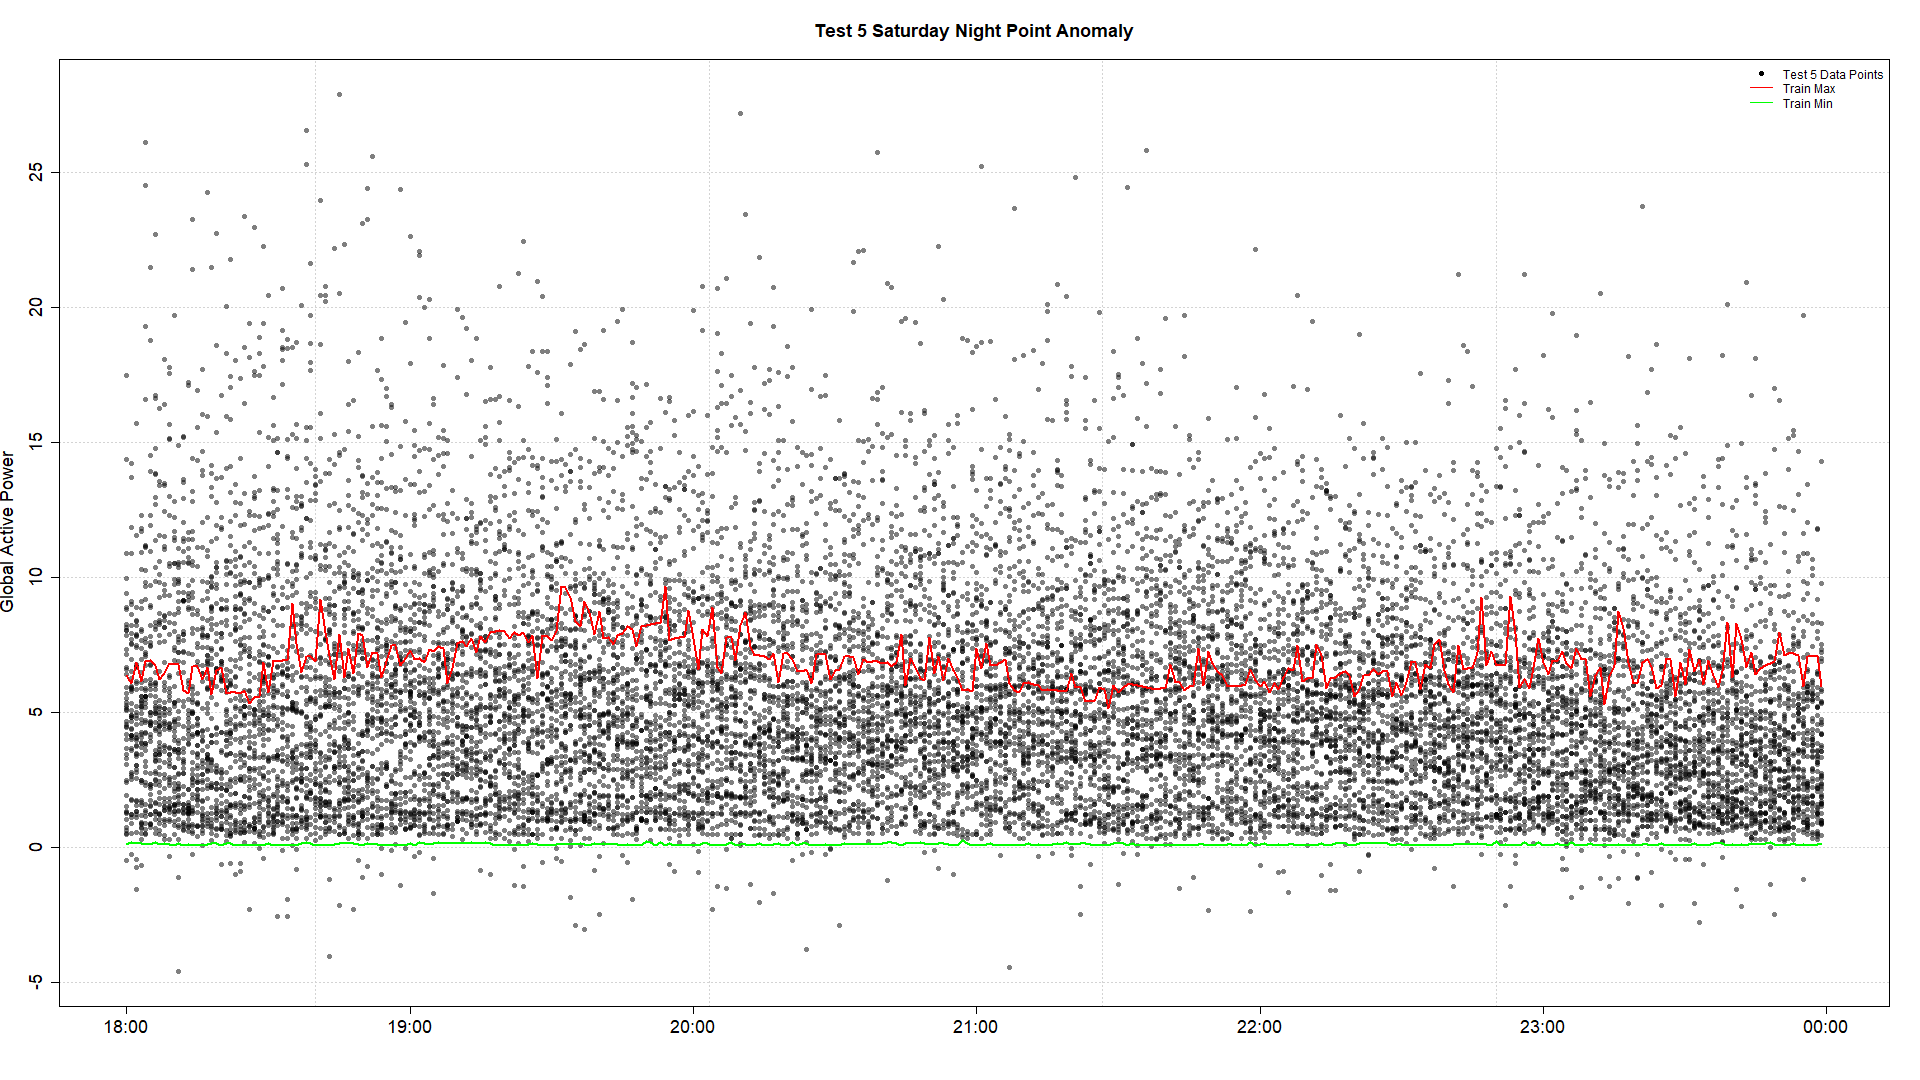 Test 5 Saturday Night Point Anomaly
Test 5 Data Points
Train Max
Train Min
Global Active Power
25
20
15
10
5
0
-5
18:00
19:00
20:00
21:00
22:00
23:00
00:00